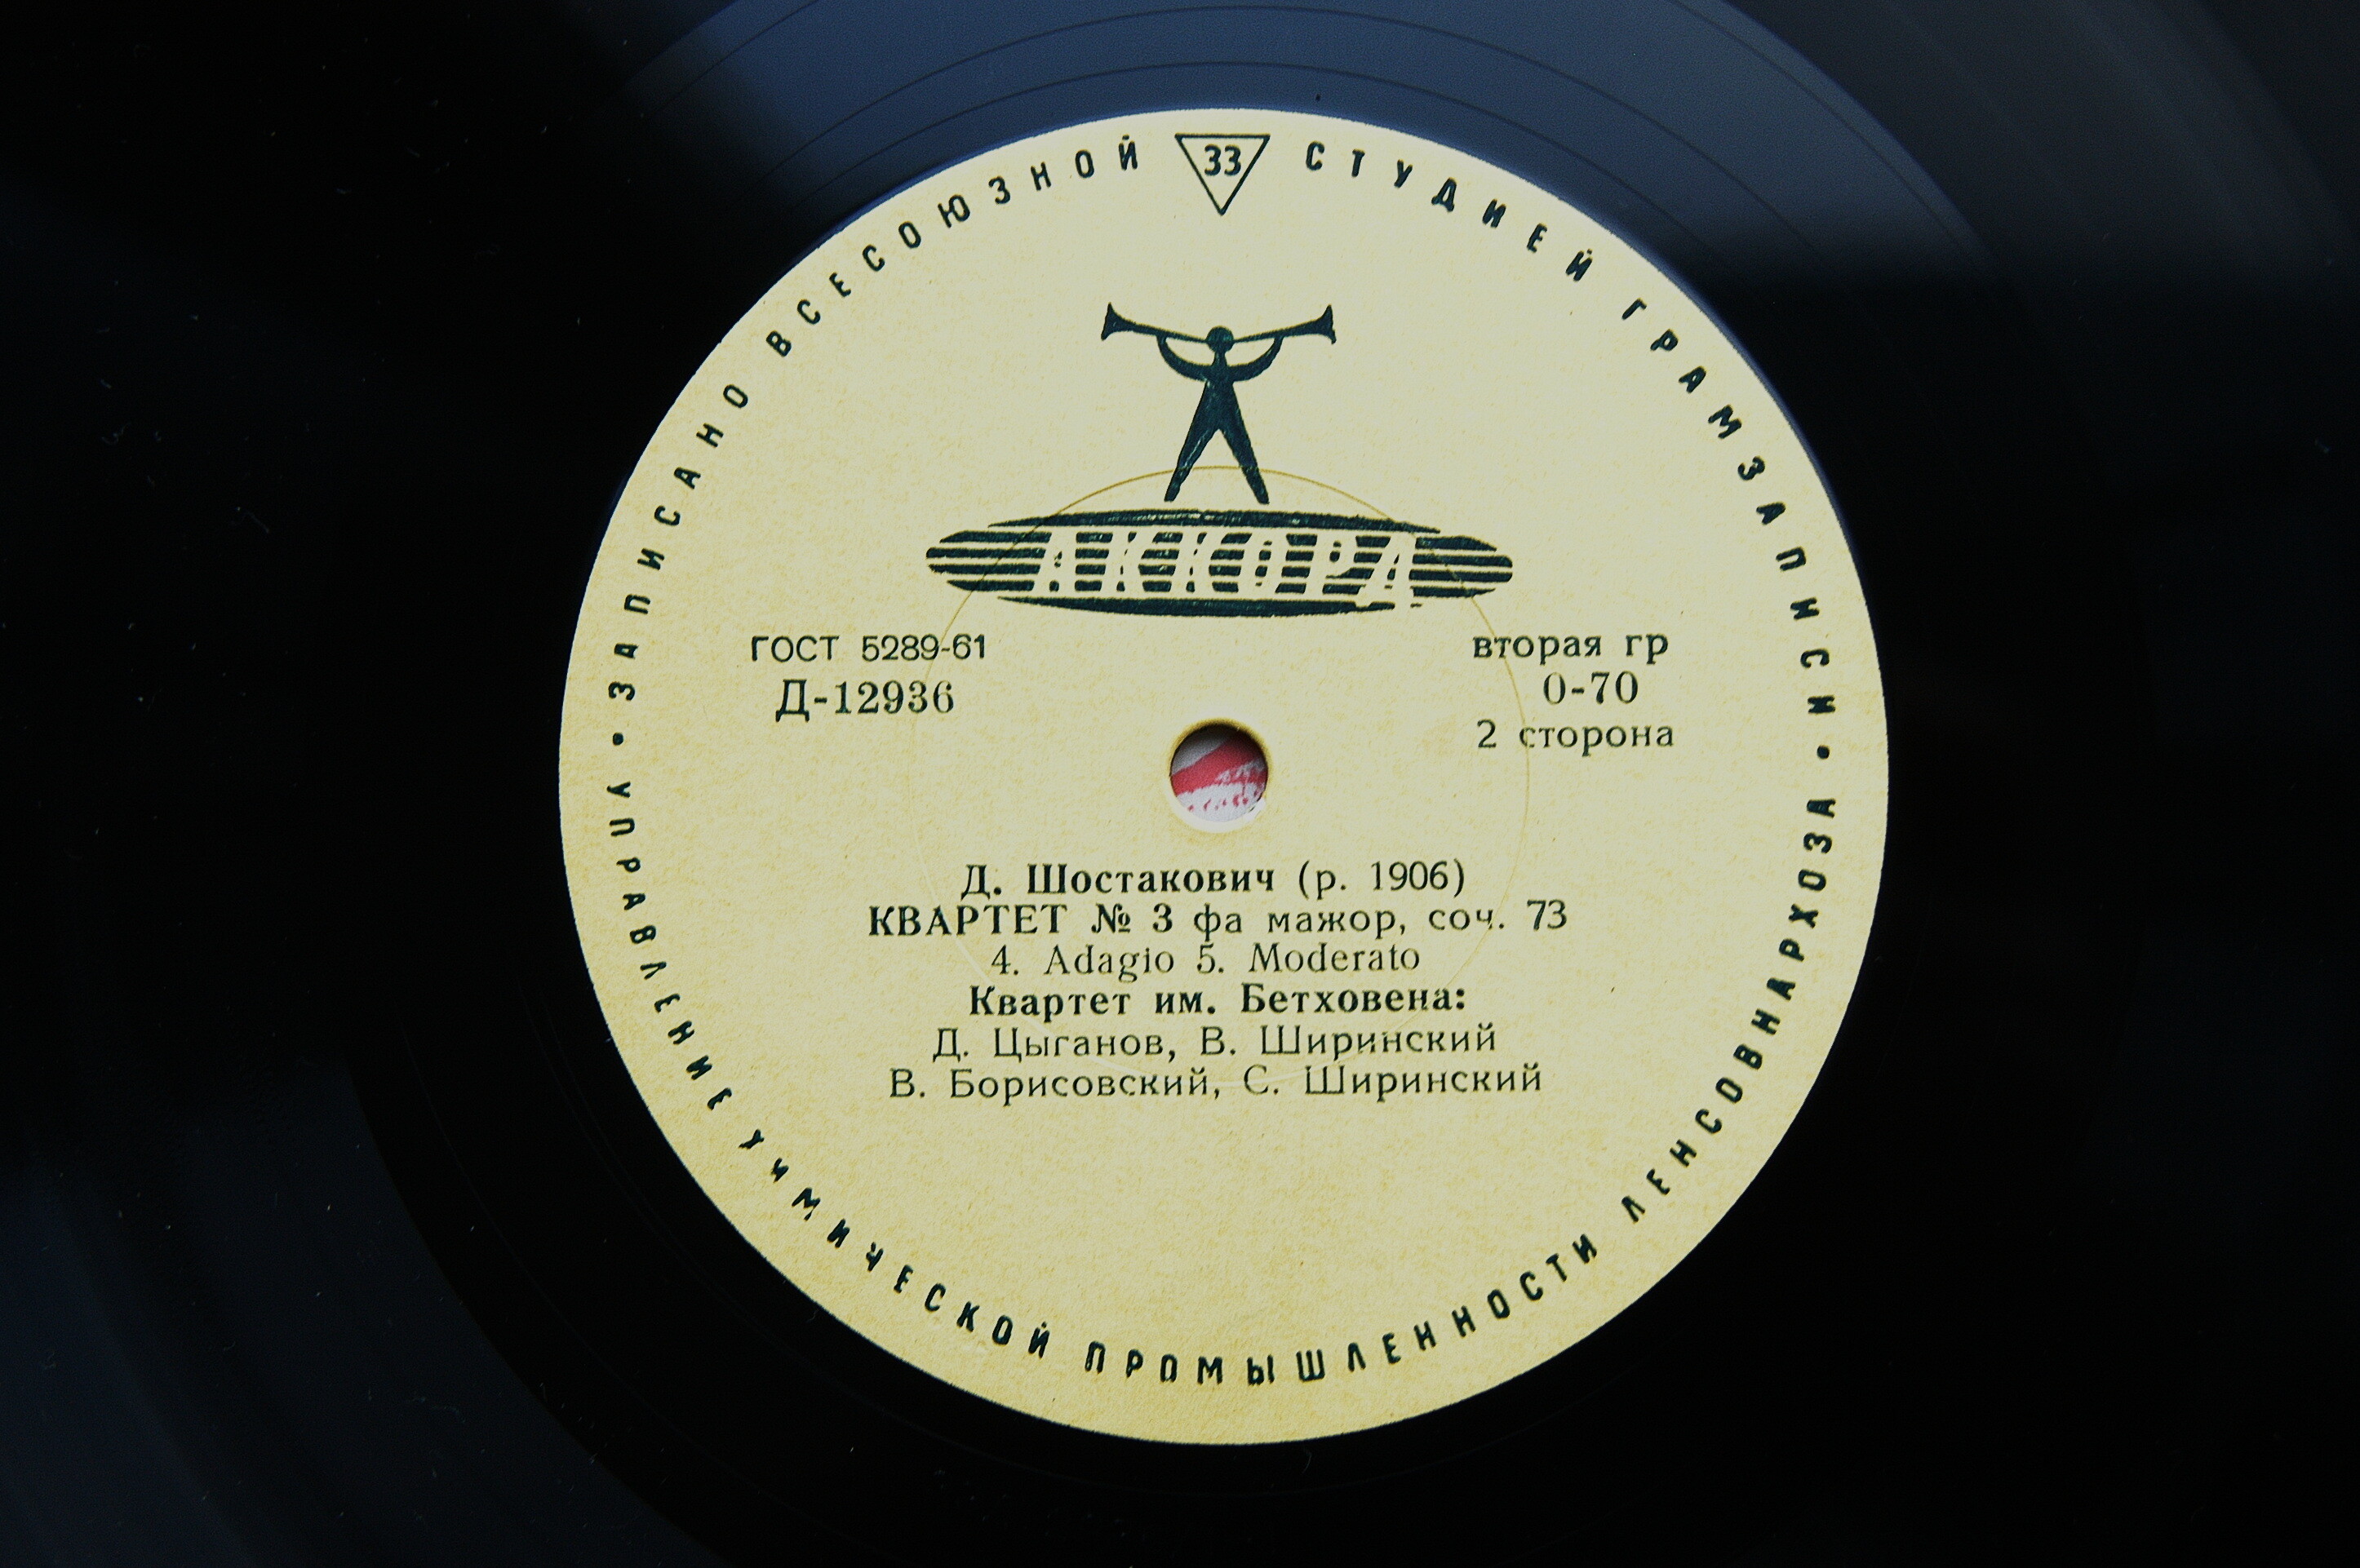 ЗАПИСАНО ВСЕСОЮЗНОЙ СТУДИЕЙ ГРАМЗАПИСИ
33
АККОРД
ГОСТ 5289-61
Д-12936
вторая гр
0-70
2 сторона
Д. Шостакович (р. 1906)
КВАРТЕТ № 3 фа мажор, соч. 73
4. Adagio 5. Moderato
Квартет им. Бетховена:
Д. Цыганов, В. Ширинский
В. Борисовский, С. Ширинский
УПР ХИМИЧЕСКОЙ ПРОМЫШЛЕННОСТИ ЛЕНСОВНАРХОЗА